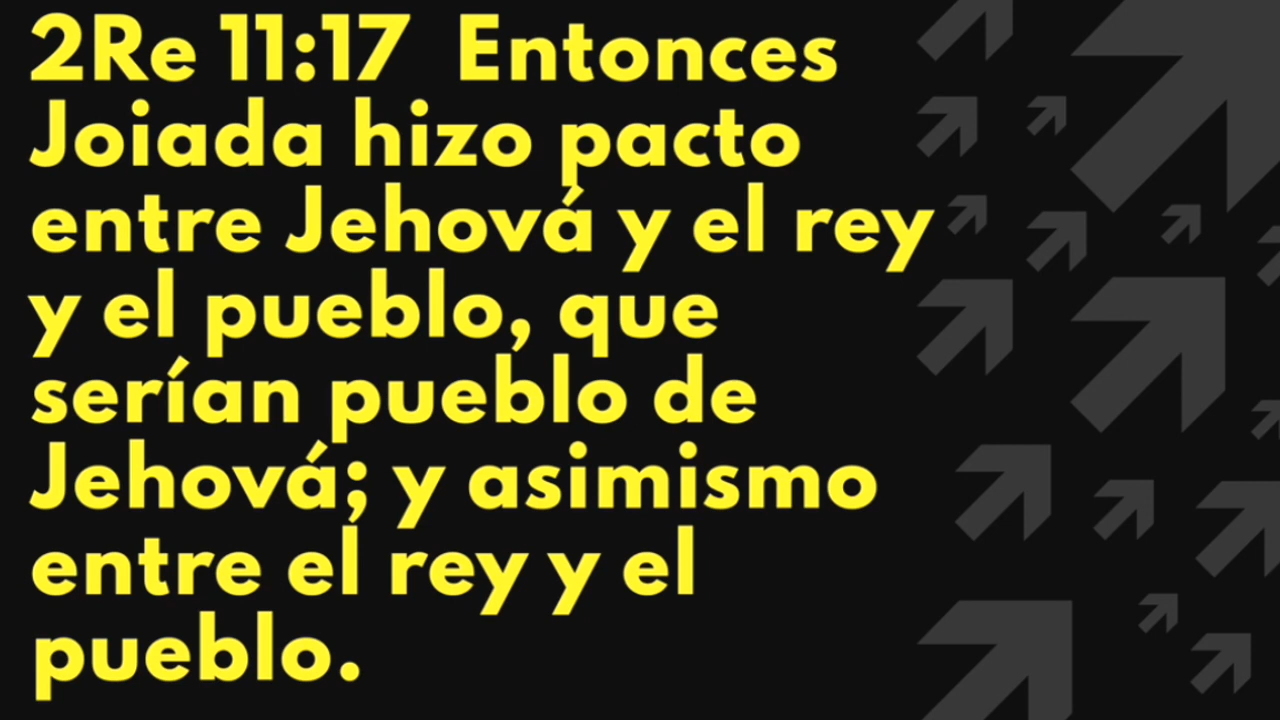 2Re 11:17  Entonces
Joiada hizo pacto
entre Jehová y el rey
y el pueblo, que
serían pueblo de
Jehová; y asimismo
entre el rey y el
pueblo.